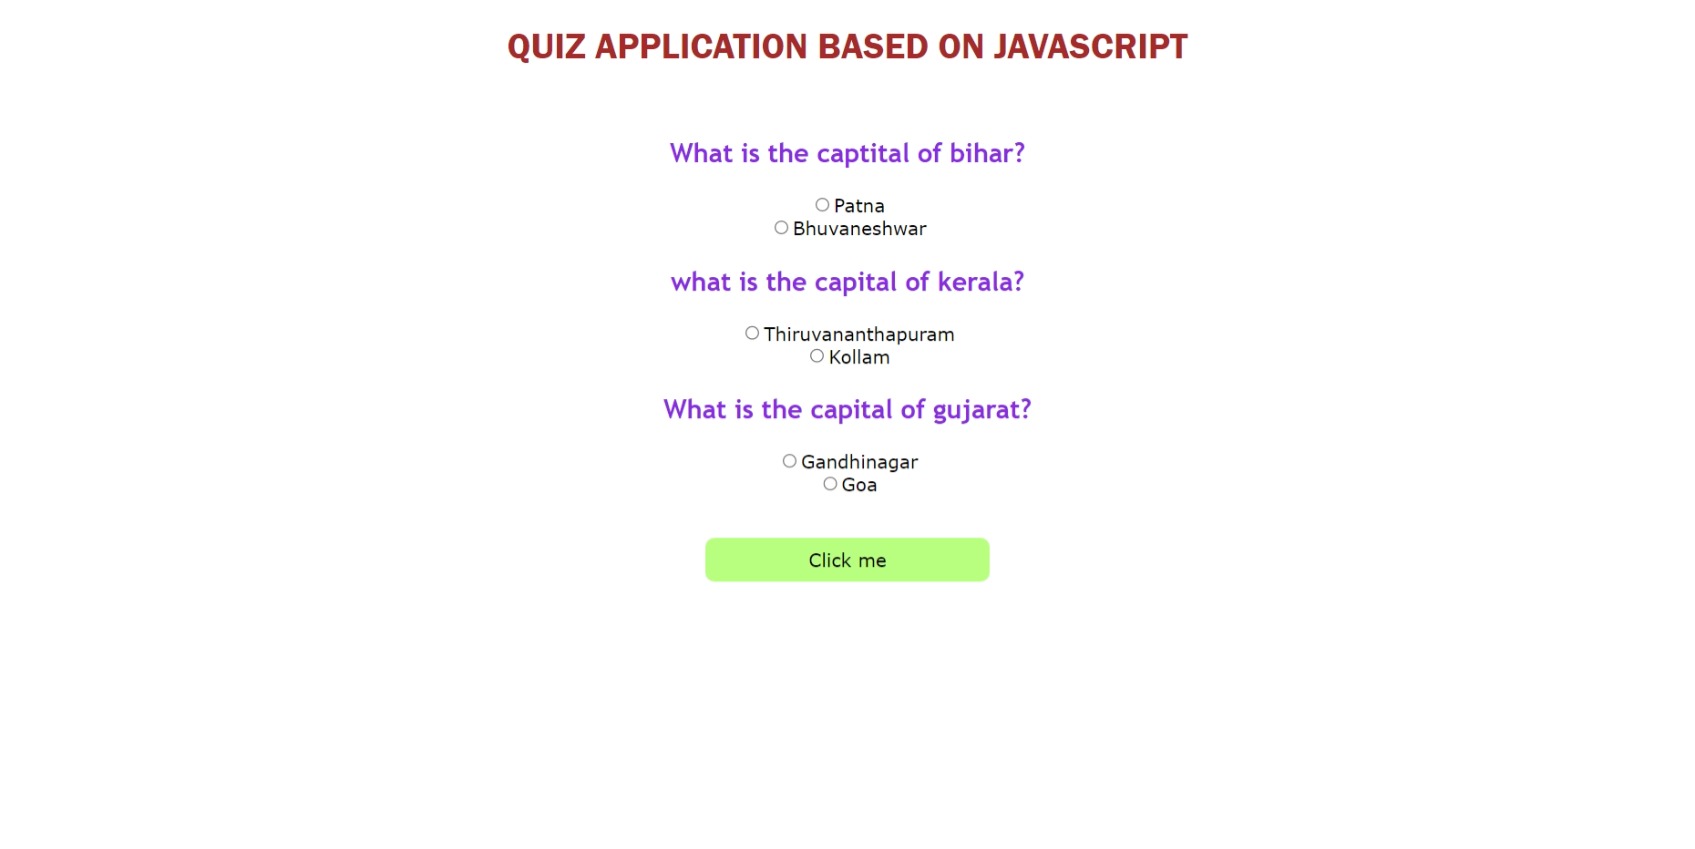 QUIZ APPLICATION BASED ON JAVASCRIPT
What is the captital of bihar?
Patna
Bhuvaneshwar
what is the capital of kerala?
Thiruvananthapuram
Kollam
What is the capital of gujarat?
Gandhinagar
Goa
Click me